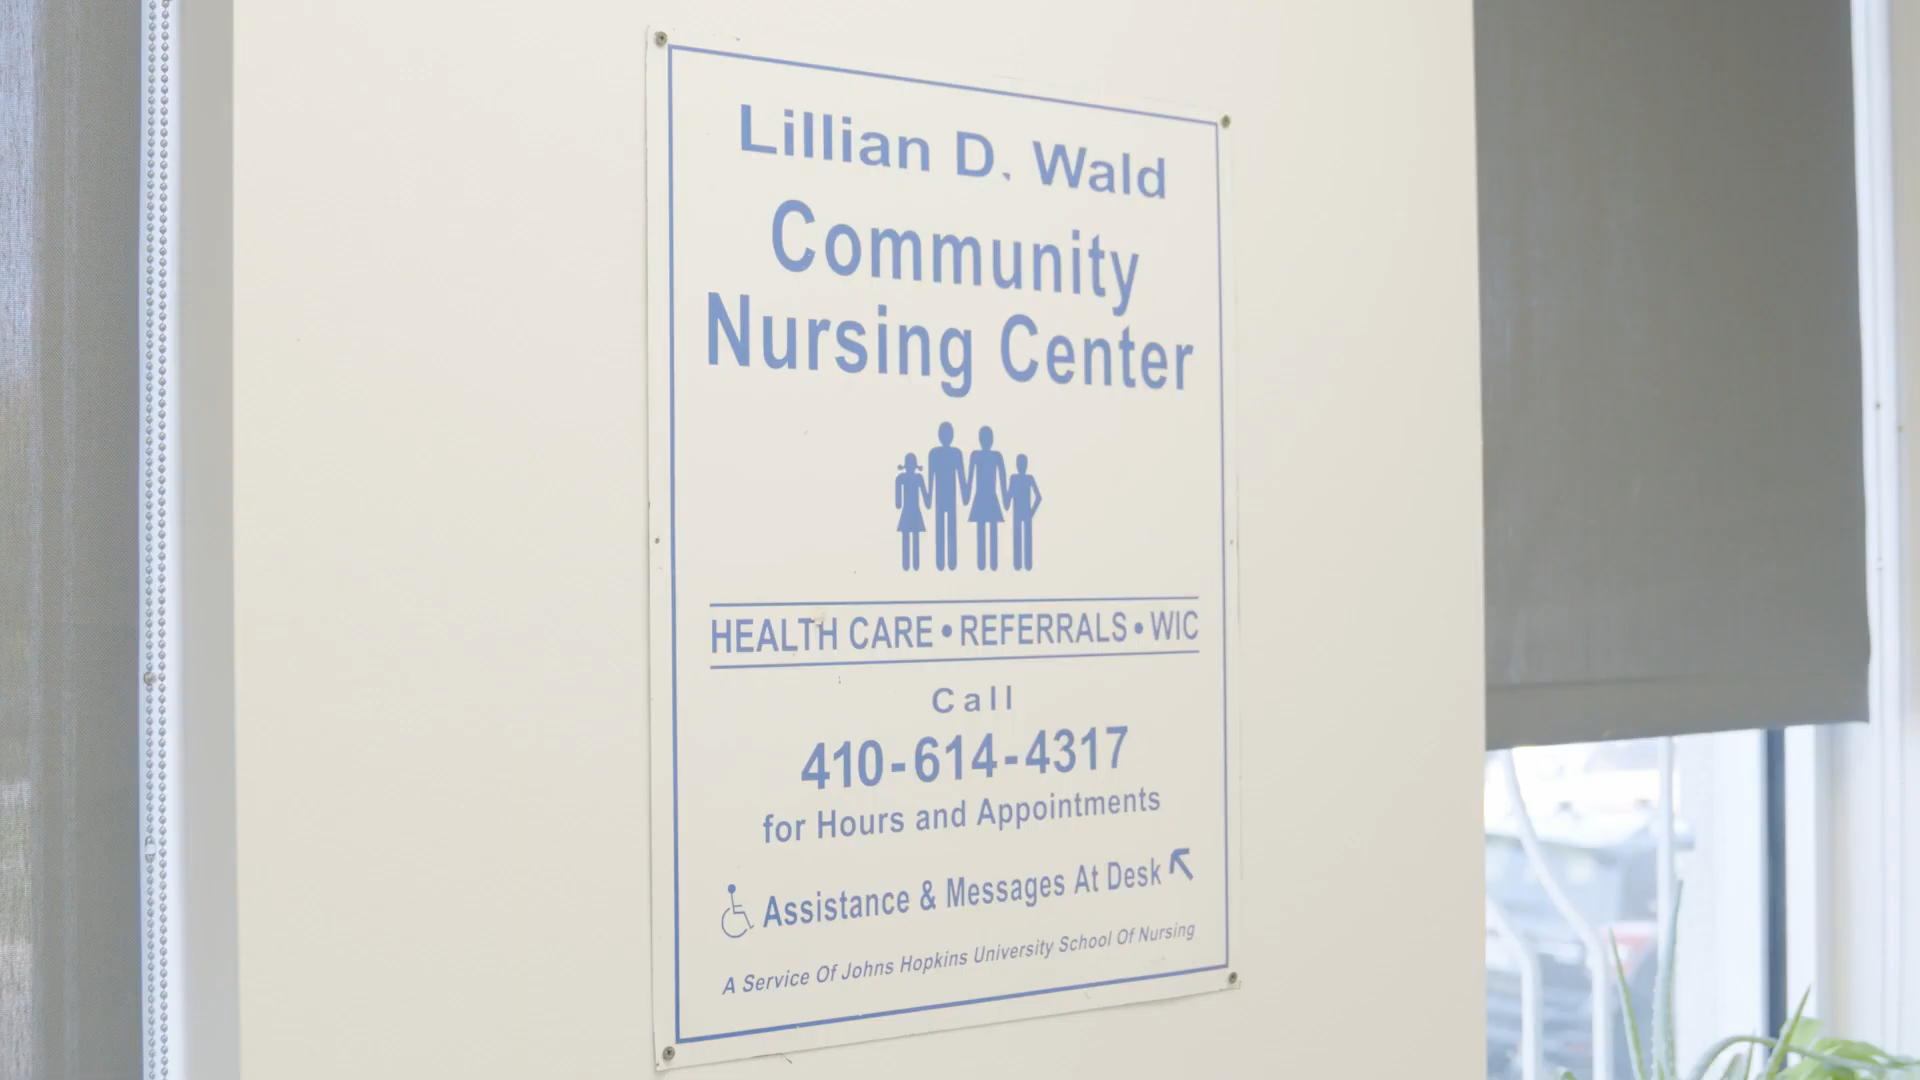 Lillian D. Wald
Community
Nursing Center
HEALTH CARE • REFERRALS • WIC
Call
410-614-4317
for Hours and Appointments
Assistance & Messages At Desk
A Service Of Johns Hopkins University School Of Nursing